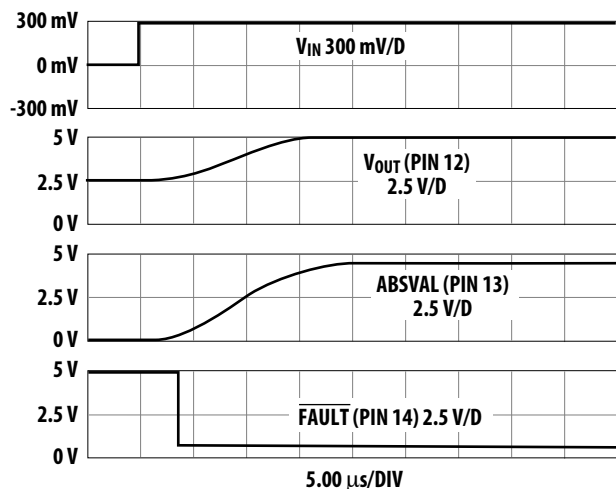 300 mV
0 mV
-300 mV
VIN 300 mV/D
5 V
2.5 V
0 V
VOUT (PIN 12)
2.5 V/D
5 V
2.5 V
0 V
ABSVAL (PIN 13)
2.5 V/D
5 V
2.5 V
0 V
FAULT (PIN 14) 2.5 V/D
5.00 µs/DIV